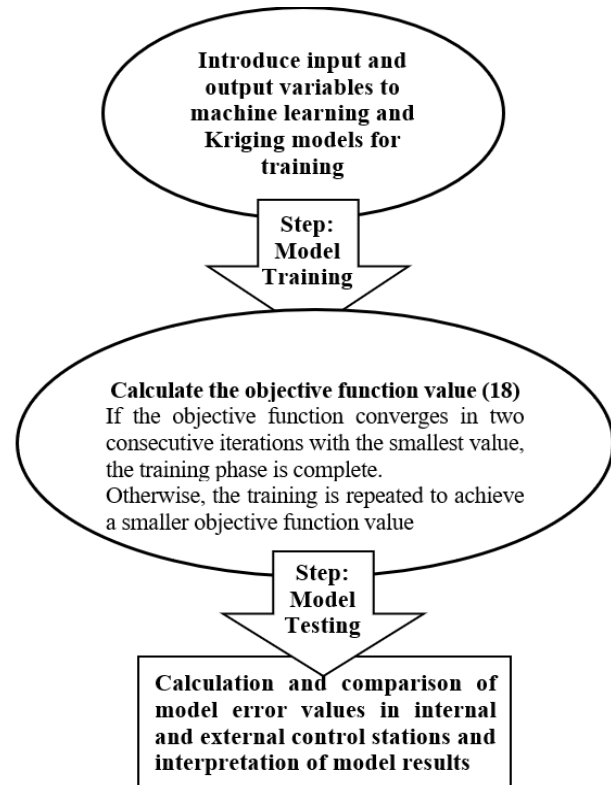 Introduce input and
output variables to
machine learning and
Kriging models for
training
Step:
Model
Training
Calculate the objective function value (18)
If the objective function converges in two
consecutive iterations with the smallest value,
the training phase is complete.
Otherwise, the training is repeated to achieve
a smaller objective function value
Step:
Model
Testing
Calculation and comparison of
model error values in internal
and external control stations and
interpretation of model results